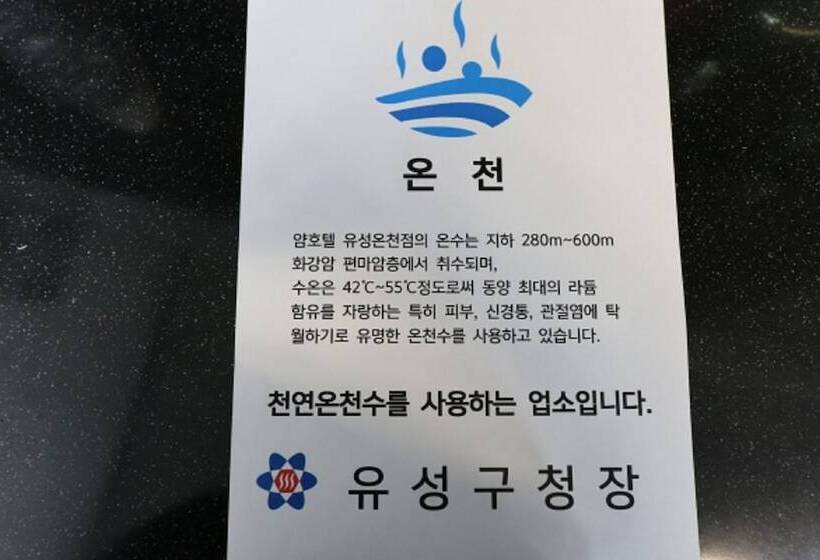 온 천
얌호텔 유성온천점의 온수는 지하 280m~600m
화강암 편마암층에서 취수되며,
수온은 42℃~55℃정도로써 동양 최대의 라듐
함유를 자랑하는 특히 피부, 신경통, 관절염에 탁
월하기로 유명한 온천수를 사용하고 있습니다.
천연온천수를 사용하는 업소입니다.
유성구청장